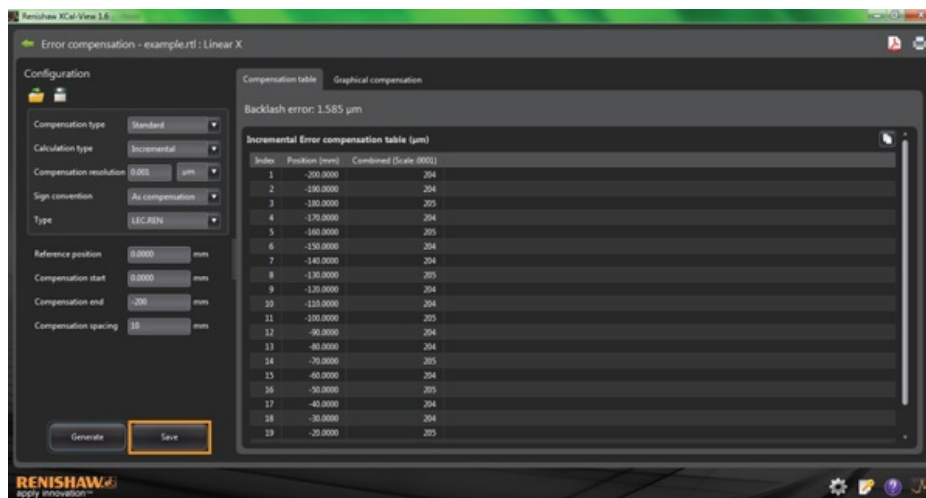 Renishaw XCal-View 1.6
Error compensation - example.rtl : Linear X
Configuration
Compensation type Standard
Calculation type Incremental
Compensation resolution 0.001 µm
Sign convention As compensation
Type LEC.REN
Reference position 0.0000 mm
Compensation start 0.0000 mm
Compensation end -200 mm
Compensation spacing 10 mm
Generate Save
Compensation table Graphical compensation
Backlash error: 1.585 µm
Incremental Error compensation table (µm)
Index Position (mm) Combined (Scale:0001)
1 -200.0000 204
2 -190.0000 204
3 -180.0000 205
4 -170.0000 204
5 -160.0000 205
6 -150.0000 204
7 -140.0000 204
8 -130.0000 205
9 -120.0000 204
10 -110.0000 204
11 -100.0000 205
12 -90.0000 204
13 -80.0000 204
14 -70.0000 205
15 -60.0000 204
16 -50.0000 205
17 -40.0000 204
18 -30.0000 204
19 -20.0000 205
RENISHAW
apply innovation™